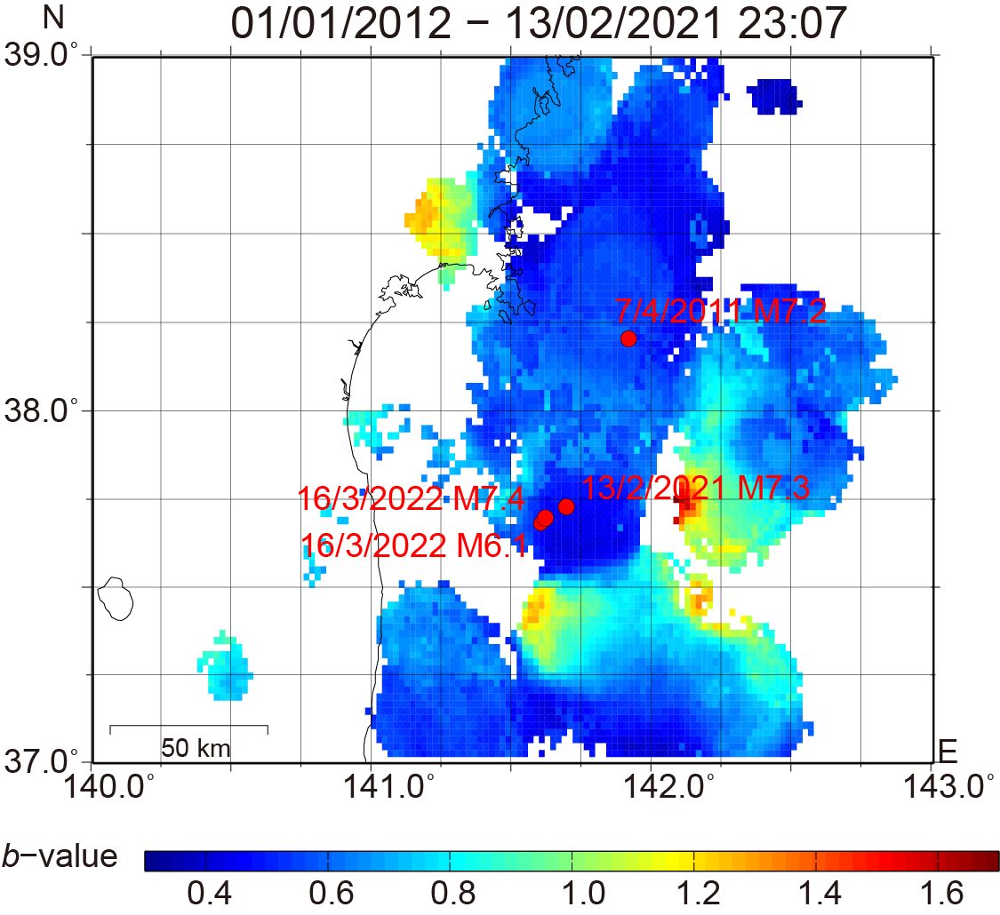 N
01/01/2012 − 13/02/2021 23:07
39.0°
7/4/2011 M7.2
38.0°
13/2/2021 M7.3
16/3/2022 M7.4
16/3/2022 M6.1
50 km
37.0°
E
140.0° 141.0° 142.0° 143.0°
b−value
0.4 0.6 0.8 1.0 1.2 1.4 1.6